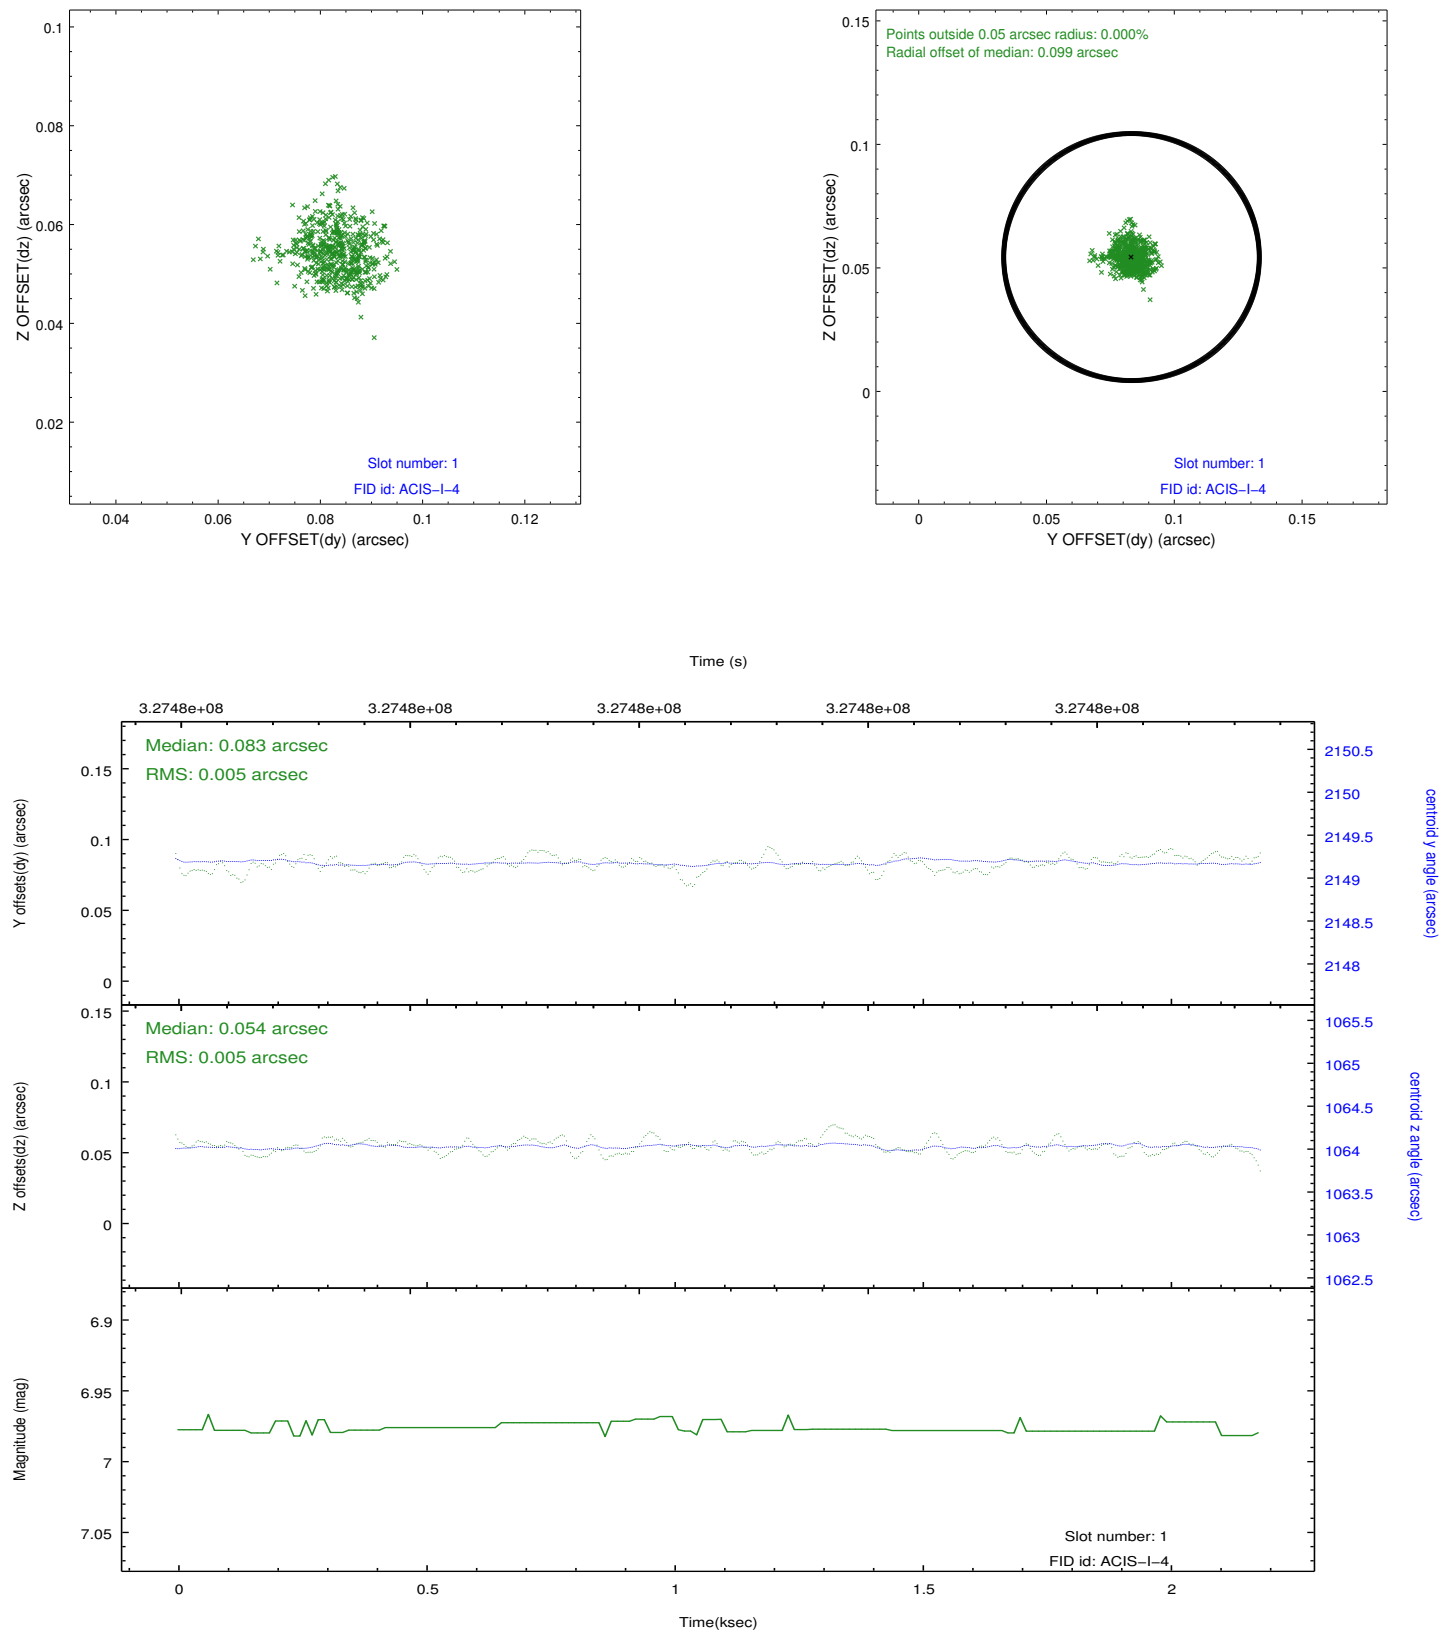 0.1
0.08
0.06
0.04
0.02
Z OFFSET(dz) (arcsec)
Slot number: 1
FID id: ACIS−I−4
0.04 0.06 0.08 0.1 0.12
Y OFFSET(dy) (arcsec)
Points outside 0.05 arcsec radius: 0.000%
Radial offset of median: 0.099 arcsec
0.15
0.1
0.05
0
Z OFFSET(dz) (arcsec)
Slot number: 1
FID id: ACIS−I−4
0 0.05 0.1 0.15
Y OFFSET(dy) (arcsec)
Time (s)
3.2748e+08 3.2748e+08 3.2748e+08 3.2748e+08 3.2748e+08
Median: 0.083 arcsec
RMS: 0.005 arcsec
0.15
0.1
0.05
0
Y offsets(dy) (arcsec)
2150.5
2150
2149.5
2149
2148.5
2148
centroid y angle (arcsec)
Median: 0.054 arcsec
RMS: 0.005 arcsec
0.15
0.1
0.05
0
Z offsets(dz) (arcsec)
1065.5
1065
1064.5
1064
1063.5
1063
1062.5
centroid z angle (arcsec)
6.9
6.95
7
7.05
Magnitude (mag)
Slot number: 1
FID id: ACIS−I−4
0 0.5 1 1.5 2
Time(ksec)